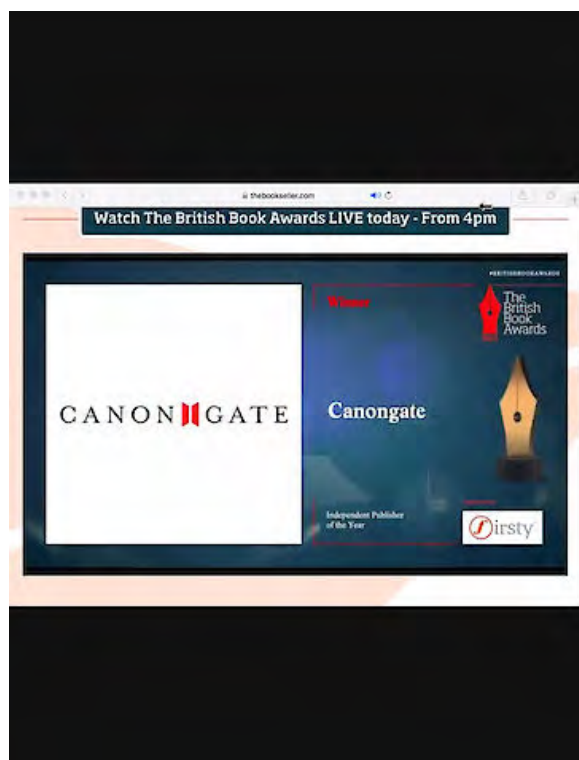 thebookseller.com
Watch The British Book Awards LIVE today - From 4pm
#BRITISHBOOKAWARDS
Winner
The
British
Book
Awards
CANONGATE
Canongate
Independent Publisher
of the Year
firsty